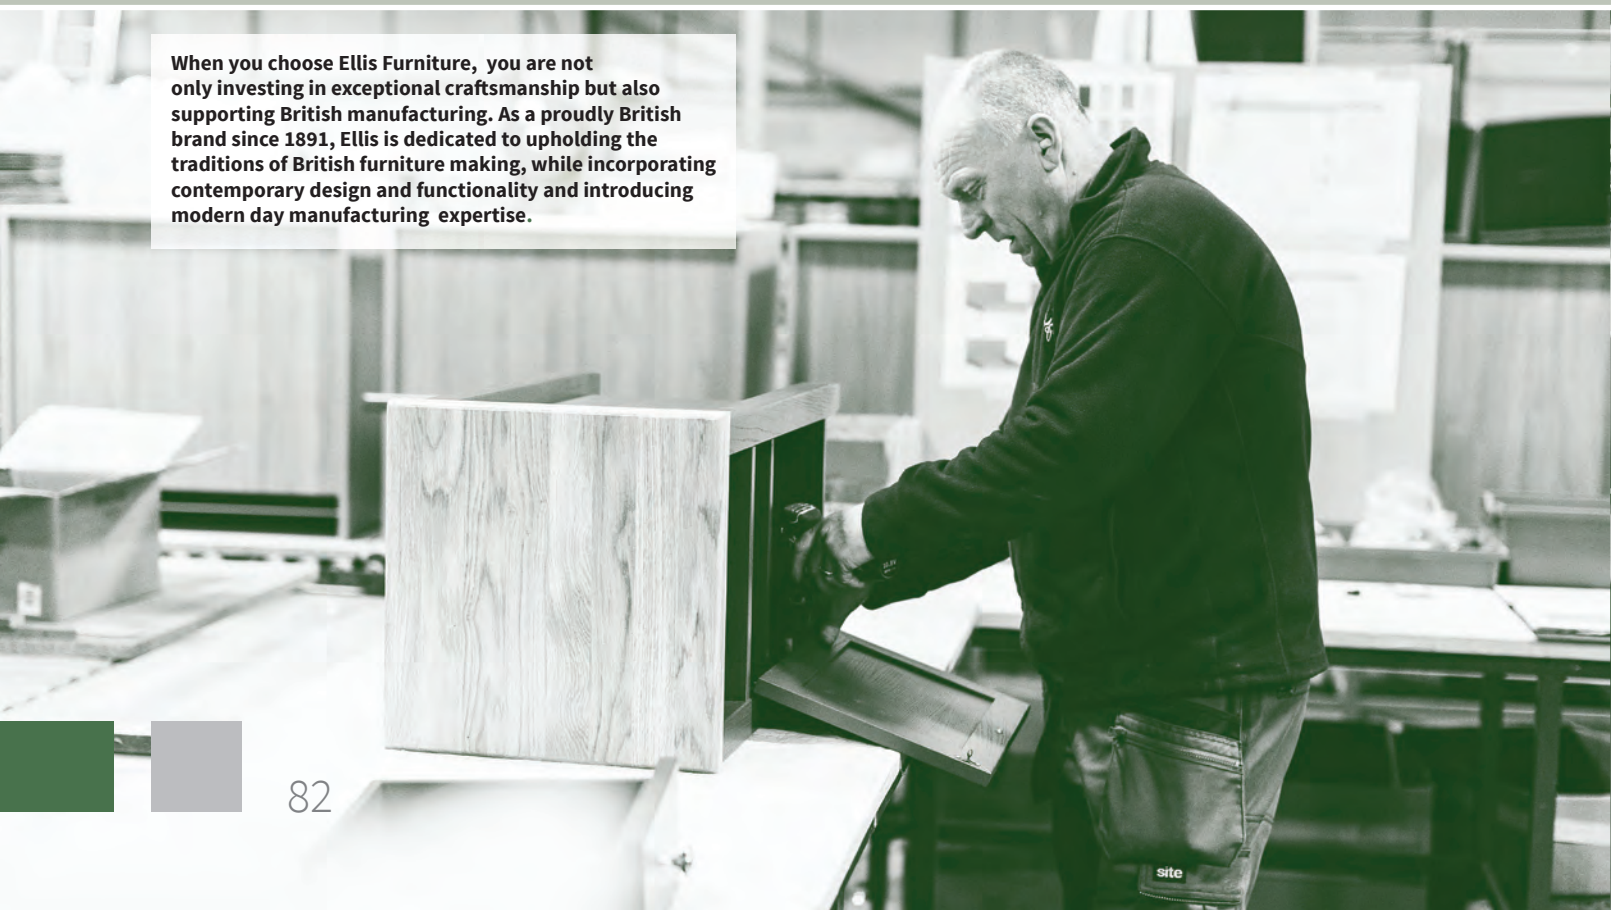 When you choose Ellis Furniture,  you are not
only investing in exceptional craftsmanship but also
supporting British manufacturing. As a proudly British
brand since 1891, Ellis is dedicated to upholding the
traditions of British furniture making, while incorporating
contemporary design and functionality and introducing
modern day manufacturing  expertise.
82
site